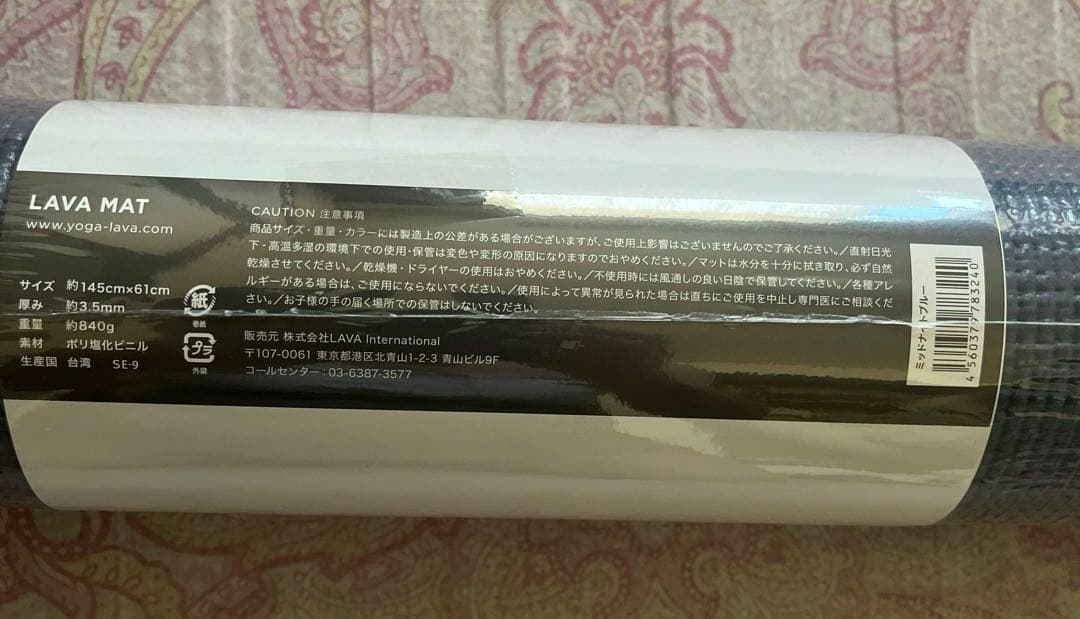 LAVA MAT
www.yoga-lava.com
サイズ 約145cm×61cm
厚み 約3.5mm
重量 約840g
素材 ポリ塩化ビニル
生産国 台湾 SE-9
紙
巻紙
プラ
外袋
CAUTION 注意事項
商品サイズ・重量・カラーには製造上の公差がある場合がございますが、ご使用上影響はございませんのでご了承ください。／直射日光
下・高温多湿の環境下での使用・保管は変色や変形の原因になりますのでおやめください。／マットは水分を十分に拭き取り、必ず自然
乾燥させてください。／乾燥機・ドライヤーの使用はおやめください。／不使用時には風通しの良い日陰で保管してください。／各種アレ
ルギーがある場合は、ご使用にならないでください。／使用によって異常が見られた場合は直ちにご使用を中止し専門医にご相談くだ
さい。／お子様の手の届く場所での保管はしないでください。
販売元 株式会社LAVA International
〒107-0061 東京都港区北青山1-2-3 青山ビル9F
コールセンター：03-6387-3577
ミッドナイトブルー
4 560377 783240